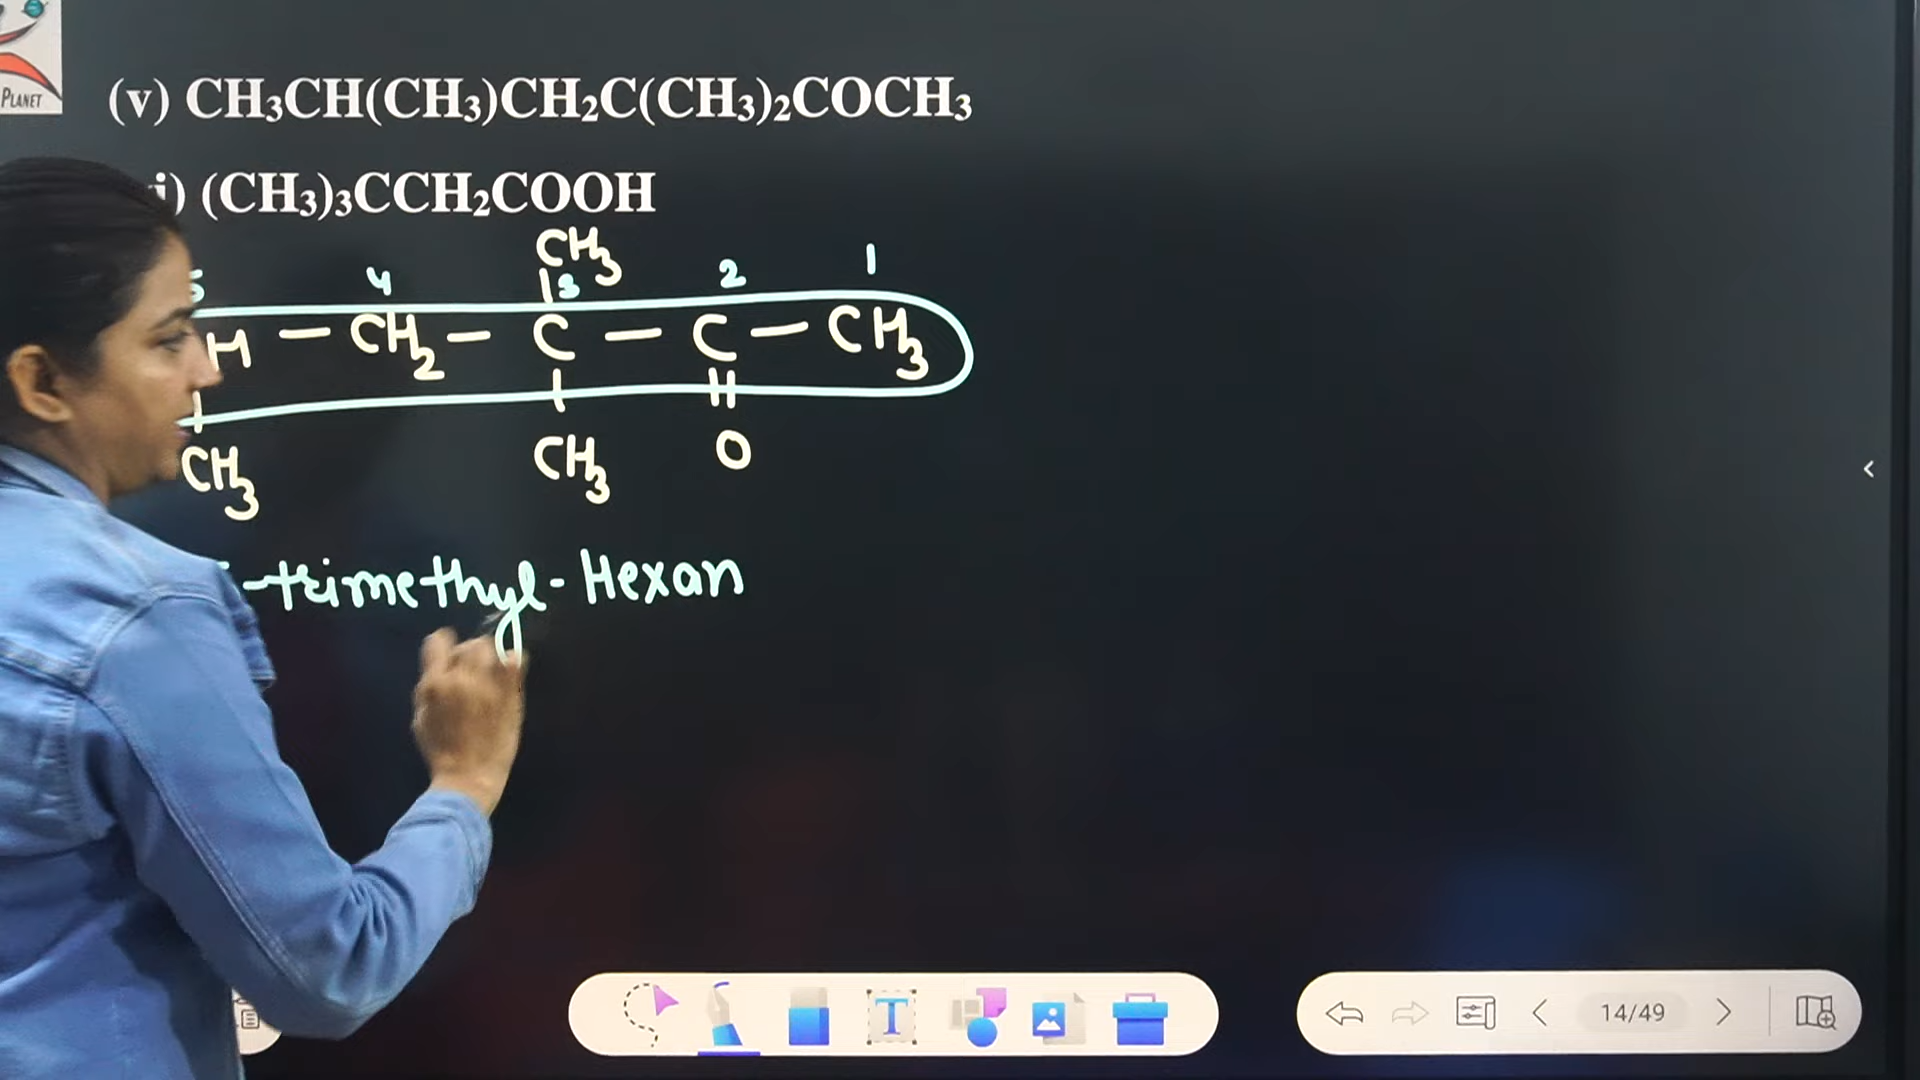 PLANET
(v) CH₃CH(CH₃)CH₂C(CH₃)₂COCH₃
i) (CH₃)₃CCH₂COOH
CH₃
5 4 3 2 1
H — CH₂ — C — C — CH₃
CH₃ CH₃ O
-trimethyl-Hexan
T
14/49